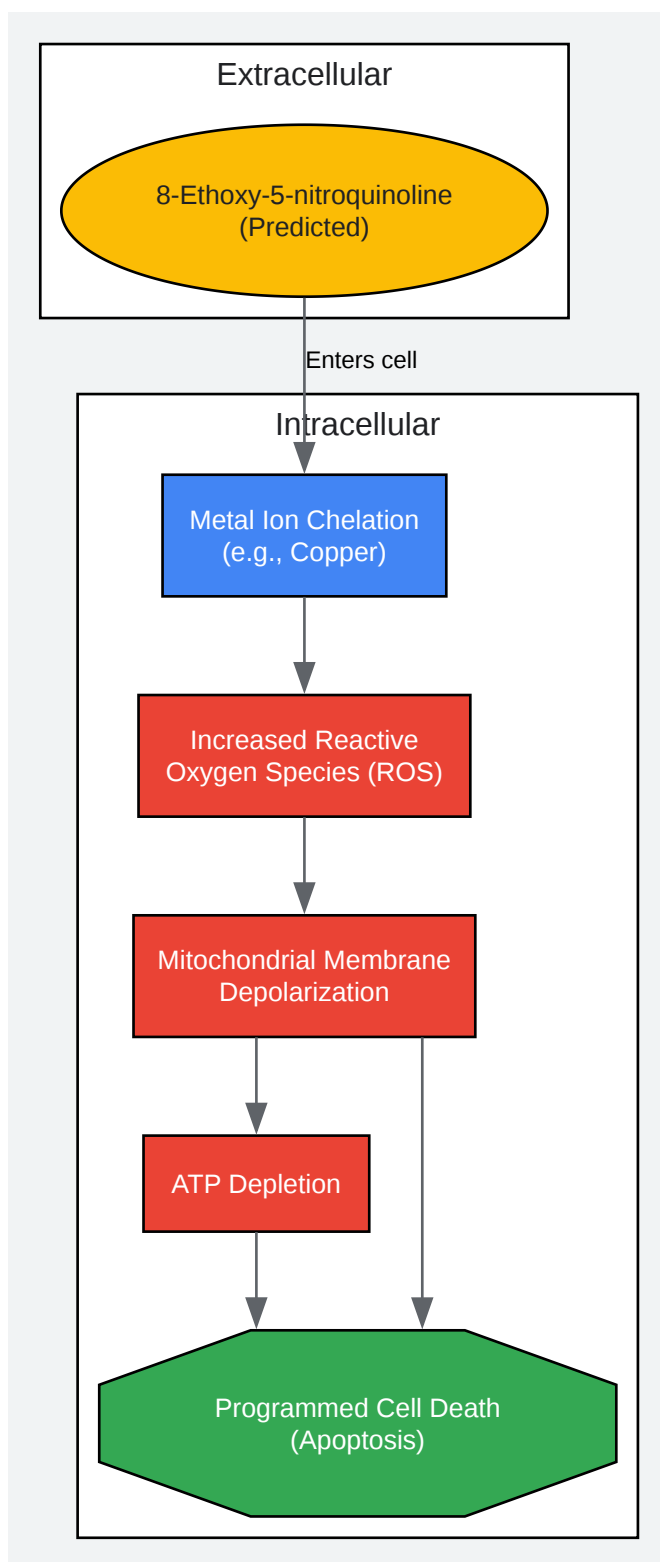 Extracellular
8-Ethoxy-5-nitroquinoline
(Predicted)
Enters cell
Intracellular
Metal Ion Chelation
(e.g., Copper)
Increased Reactive
Oxygen Species (ROS)
Mitochondrial Membrane
Depolarization
ATP Depletion
Programmed Cell Death
(Apoptosis)